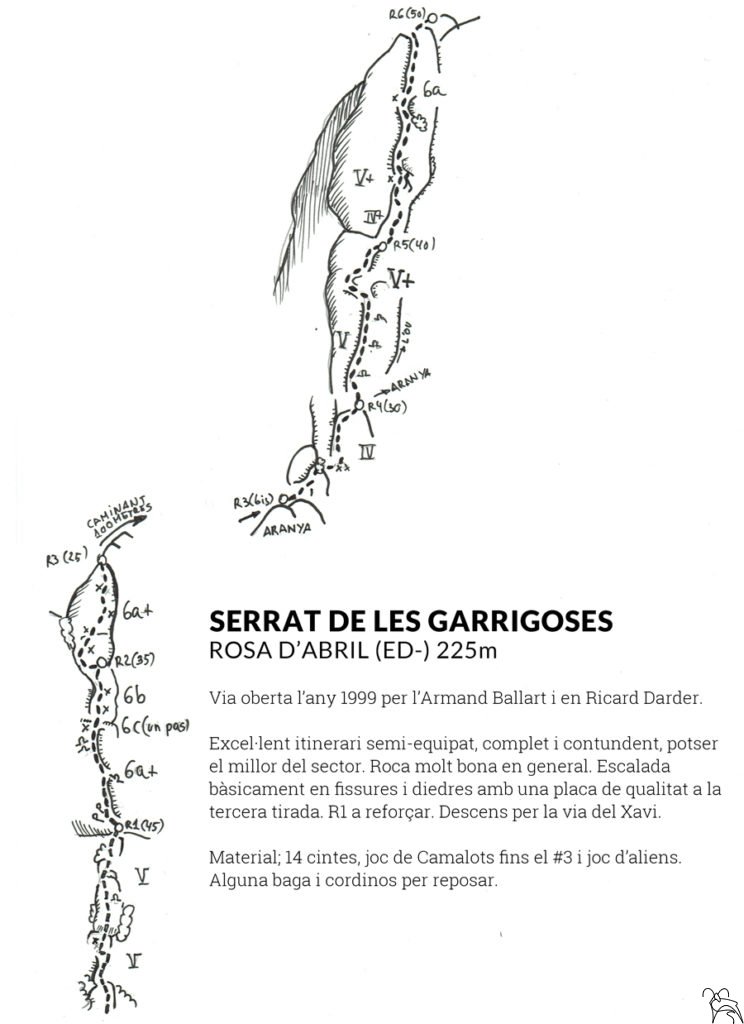 R6(50)
6a
V+
IV+
R5(40)
V+
V
ARANYA
R4(30)
IV
R3(bis)
ARANYA
CAMINANT
100 METRES
R3(25)
6a+
R2(35)
6b
6c(un pas)
6a+
R1(45)
V
V
SERRAT DE LES GARRIGOSES
ROSA D'ABRIL (ED-) 225m
Via oberta l'any 1999 per l'Armand Ballart i en Ricard Darder.
Excel·lent itinerari semi-equipat, complet i contundent, potser
el millor del sector. Roca molt bona en general. Escalada
bàsicament en fissures i diedres amb una placa de qualitat a la
tercera tirada. R1 a reforçar. Descens per la via del Xavi.
Material; 14 cintes, joc de Camalots fins el #3 i joc d'aliens.
Alguna baga i cordinos per reposar.